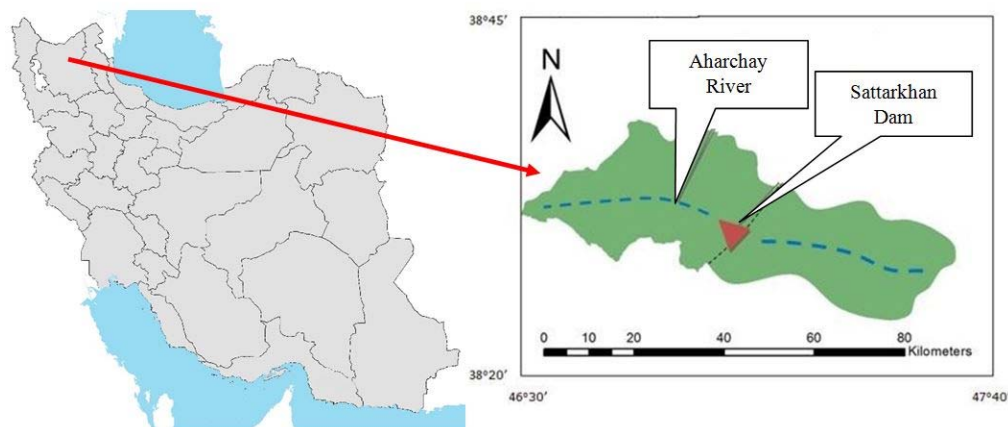 38°45'
N
Aharchay
River
Sattarkhan
Dam
0 10 20 40 60 80
Kilometers
38°20'
46°30'
47°40'